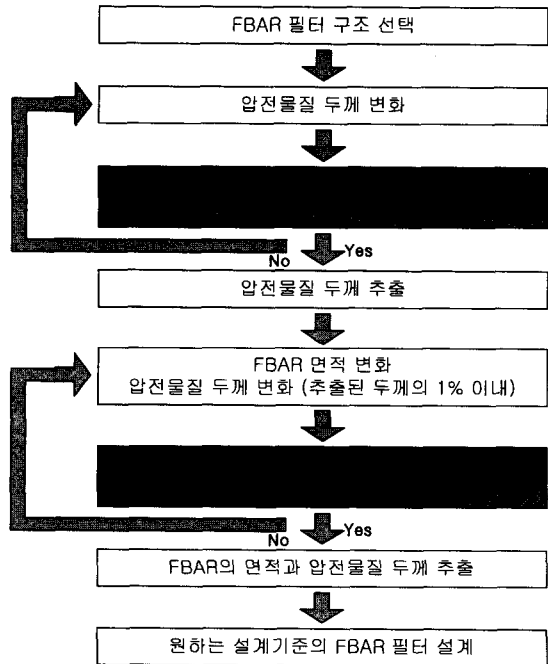 FBAR 필터 구조 선택
압전물질 두께 변화
No
Yes
압전물질 두께 추출
FBAR 면적 변화
압전물질 두께 변화 (추출된 두께의 1% 이내)
No
Yes
FBAR의 면적과 압전물질 두께 추출
원하는 설계기준의 FBAR 필터 설계